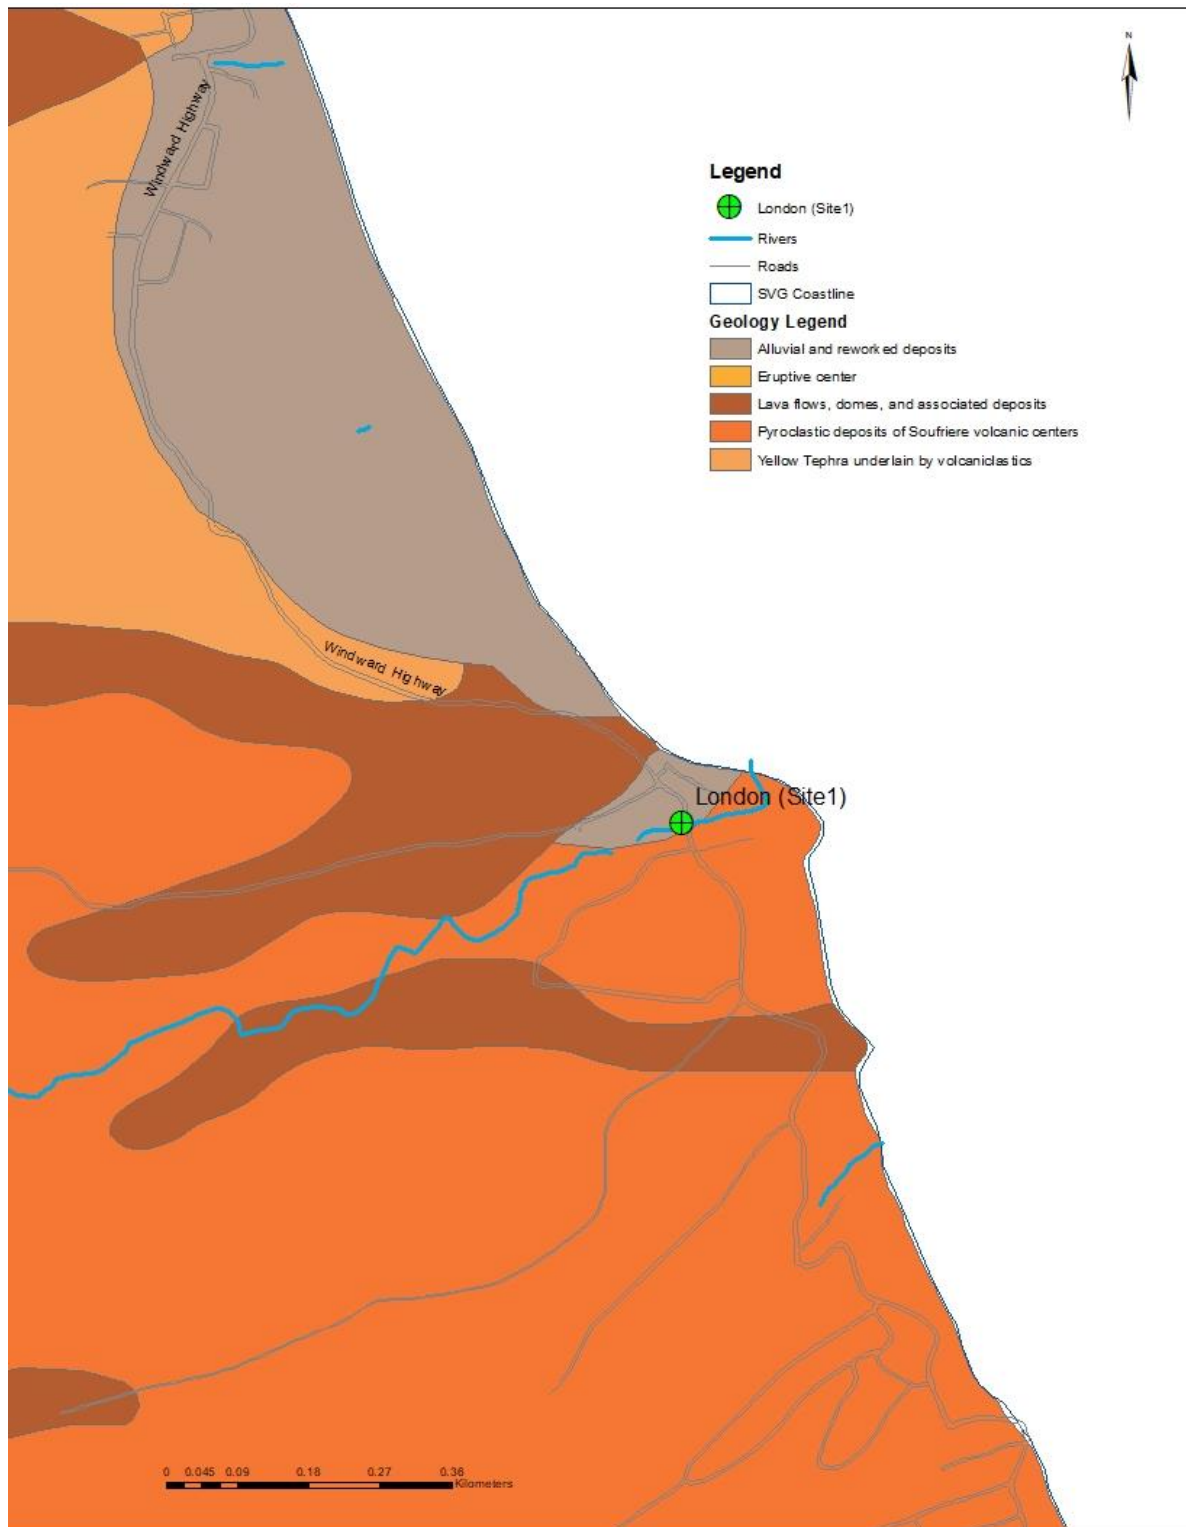 N
Windward Highway
Legend
London (Site1)
Rivers
Roads
SVG Coastline
Geology Legend
Alluvial and reworked deposits
Eruptive center
Lava flows, domes, and associated deposits
Pyroclastic deposits of Soufriere volcanic centers
Yellow Tephra underlain by volcaniclastics
Windward Highway
London (Site1)
0 0.045 0.09 0.18 0.27 0.36
Kilometers